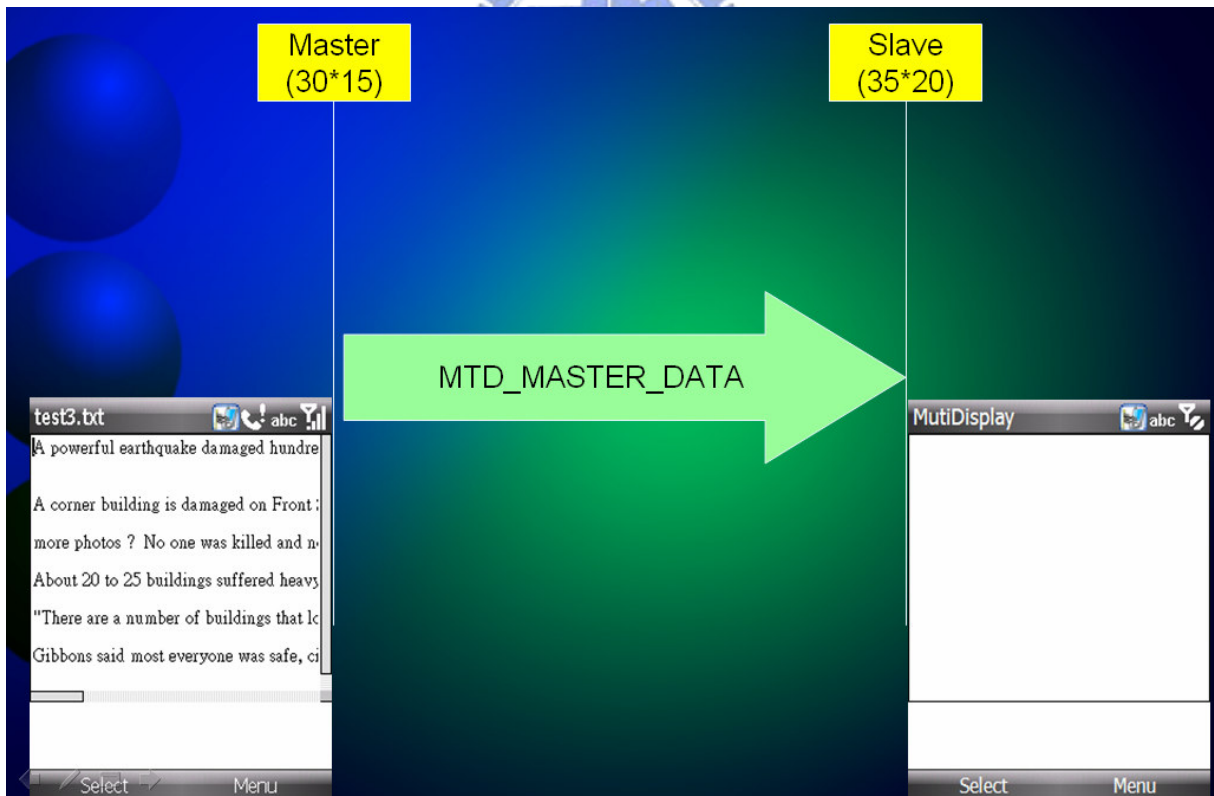 Master
(30*15)
Slave
(35*20)
MTD_MASTER_DATA
test3.txt
abc
A powerful earthquake damaged hundre
A corner building is damaged on Front
more photos ? No one was killed and
About 20 to 25 buildings suffered heavy
"There are a number of buildings that
Gibbons said most everyone was safe,
Select
Menu
MutiDisplay
abc
Select
Menu